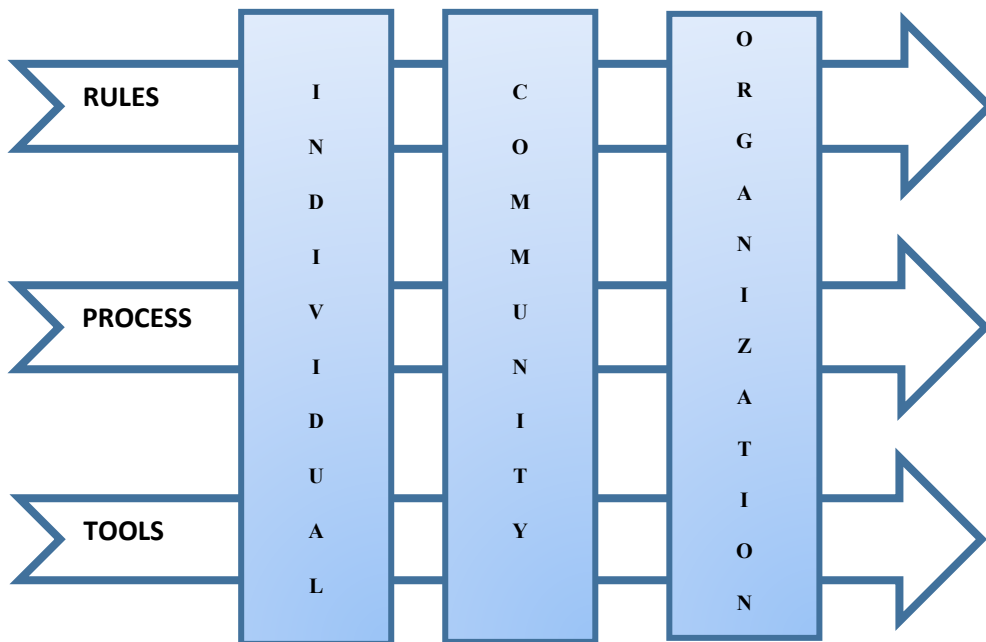 RULES
PROCESS
TOOLS
INDIVIDUAL
COMMUNITY
ORGANIZATION